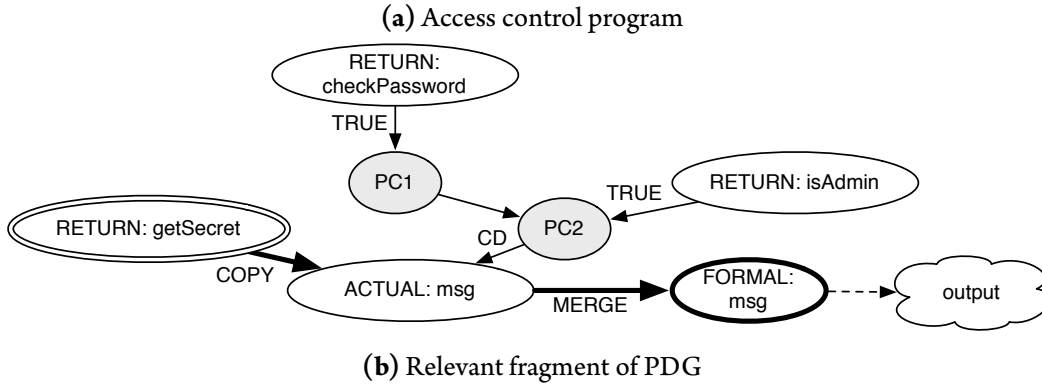 (a) Access control program
RETURN:
checkPassword
TRUE
PC1
TRUE
RETURN: isAdmin
RETURN: getSecret
PC2
CD
COPY
ACTUAL: msg
MERGE
FORMAL:
msg
output
(b) Relevant fragment of PDG